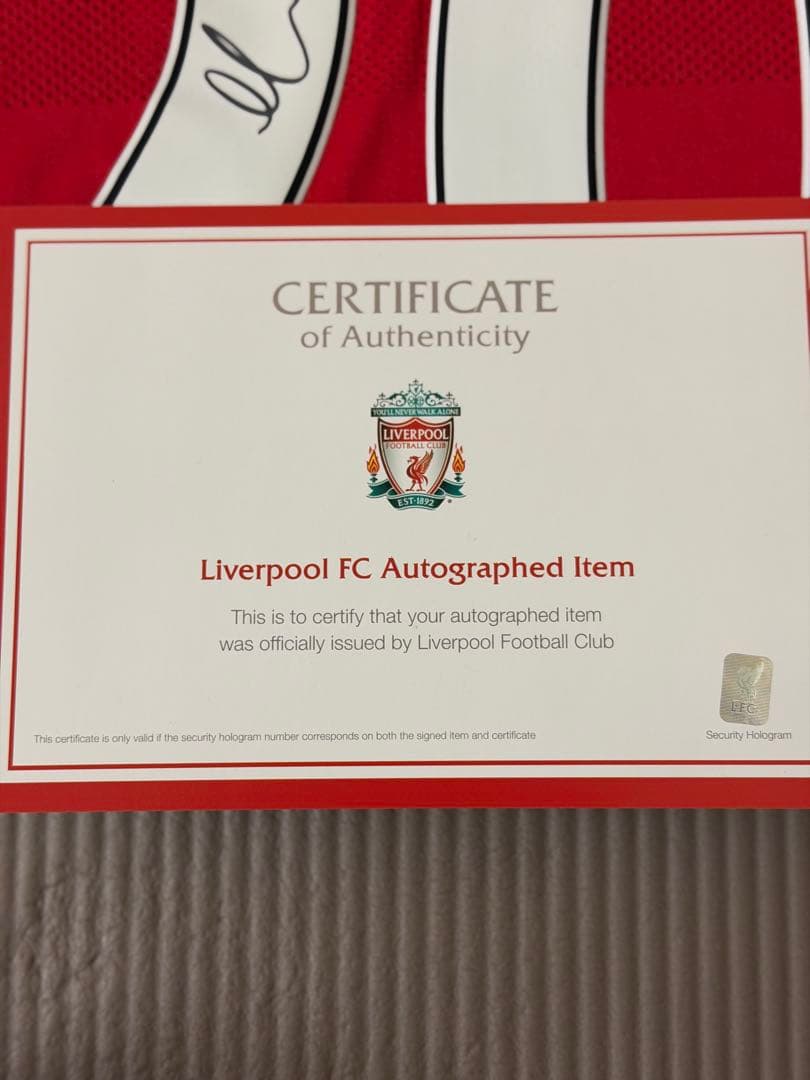 CERTIFICATE
of Authenticity
YOU'LL NEVER WALK ALONE
LIVERPOOL
FOOTBALL CLUB
EST·1892
Liverpool FC Autographed Item
This is to certify that your autographed item
was officially issued by Liverpool Football Club
L.F.C.
This certificate is only valid if the security hologram number corresponds on both the signed item and certificate
Security Hologram